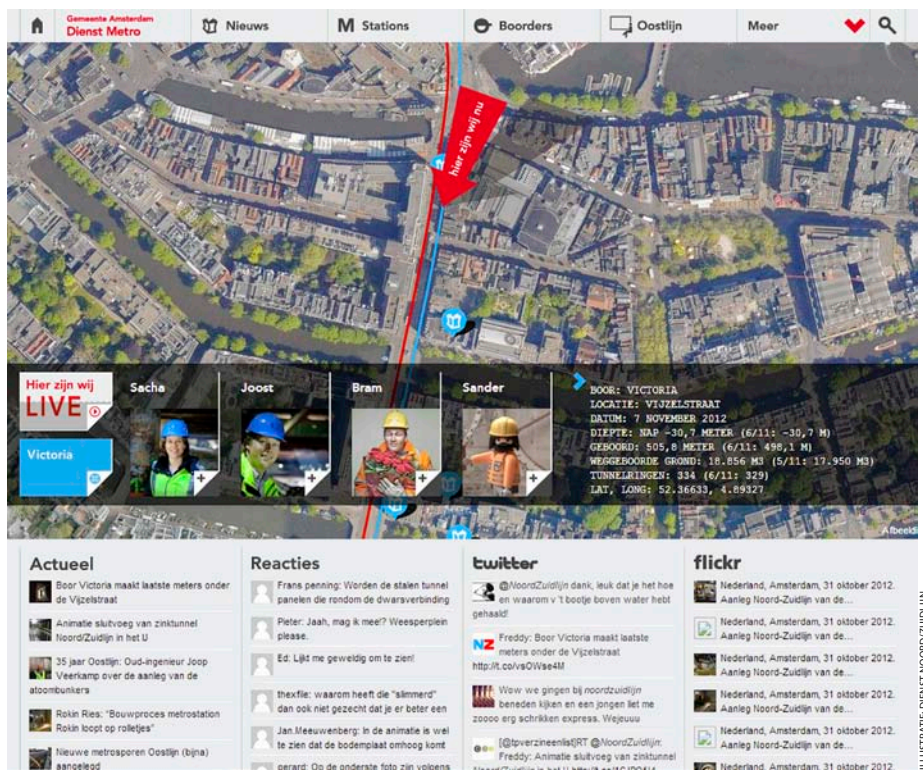 Gemeente Amsterdam
Dienst Metro
Nieuws
M Stations
Boorders
Oostlijn
Meer
hier zijn wij nu
Hier zijn wij
LIVE
Victoria
Sacha
Joost
Bram
Sander
BOOR: VICTORIA
LOCATIE: VIJZELSTRAAT
DATUM: 7 NOVEMBER 2012
DIEPTE: NAP -30,7 METER (6/11: -30,7 M)
GEBOORD: 505,8 METER (6/11: 498,1 M)
WEGGEBOORDE GROND: 18.856 M3 (5/11: 17.950 M3)
TUNNELRINGEN: 334 (6/11: 329)
LAT, LONG: 52.36633, 4.89327
Afbeeldi
Actueel
Boor Victoria maakt laatste meters onder
de Vijzelstraat
Animatie sluitvoeg van zinktunnel
Noord/Zuidlijn in het IJ
35 jaar Oostlijn: Oud-ingenieur Joop
Veerkamp over de aanleg van de
atoombunkers
Rokin Ries: "Bouwproces metrostation
Rokin loopt op rolletjes"
Nieuwe metrosporen Oostlijn (bijna)
aangelegd
Reacties
Frans penning: Worden de stalen tunnel
panelen die rondom de dwarsverbinding
Pieter: Jaah, mag ik mee!? Weesperplein
please.
Ed: Lijkt me geweldig om te zien!
thexfile: waarom heeft die "slimmerd"
dan ook niet gezecht dat je er beter een
Jan.Meeuwenberg: In de animatie is wel
te zien dat de bodemplaat omhoog komt
gerard: Op de onderste foto zijn volgens
twitter
@NoordZuidlijn dank, leuk dat je het hoe
en waarom v 't bootje boven water hebt
gehaald!
NZ
Freddy: Boor Victoria maakt laatste
meters onder de Vijzelstraat
http://t.co/vsOWse4M
Wow we gingen bij noordzuidlijn
beneden kijken en een jongen liet me
zoooo erg schrikken express. Wejeuuu
[@tpverzineenlist]RT @NoordZuidlijn:
Freddy: Animatie sluitvoeg van zinktunnel
flickr
Nederland, Amsterdam, 31 oktober 2012.
Aanleg Noord-Zuidlijn van de...
Nederland, Amsterdam, 31 oktober 2012.
Aanleg Noord-Zuidlijn van de...
Nederland, Amsterdam, 31 oktober 2012.
Aanleg Noord-Zuidlijn van de...
Nederland, Amsterdam, 31 oktober 2012.
Aanleg Noord-Zuidlijn van de...
Nederland, Amsterdam, 31 oktober 2012.
Aanleg Noord-Zuidlijn van de...
Nederland, Amsterdam, 31 oktober 2012.